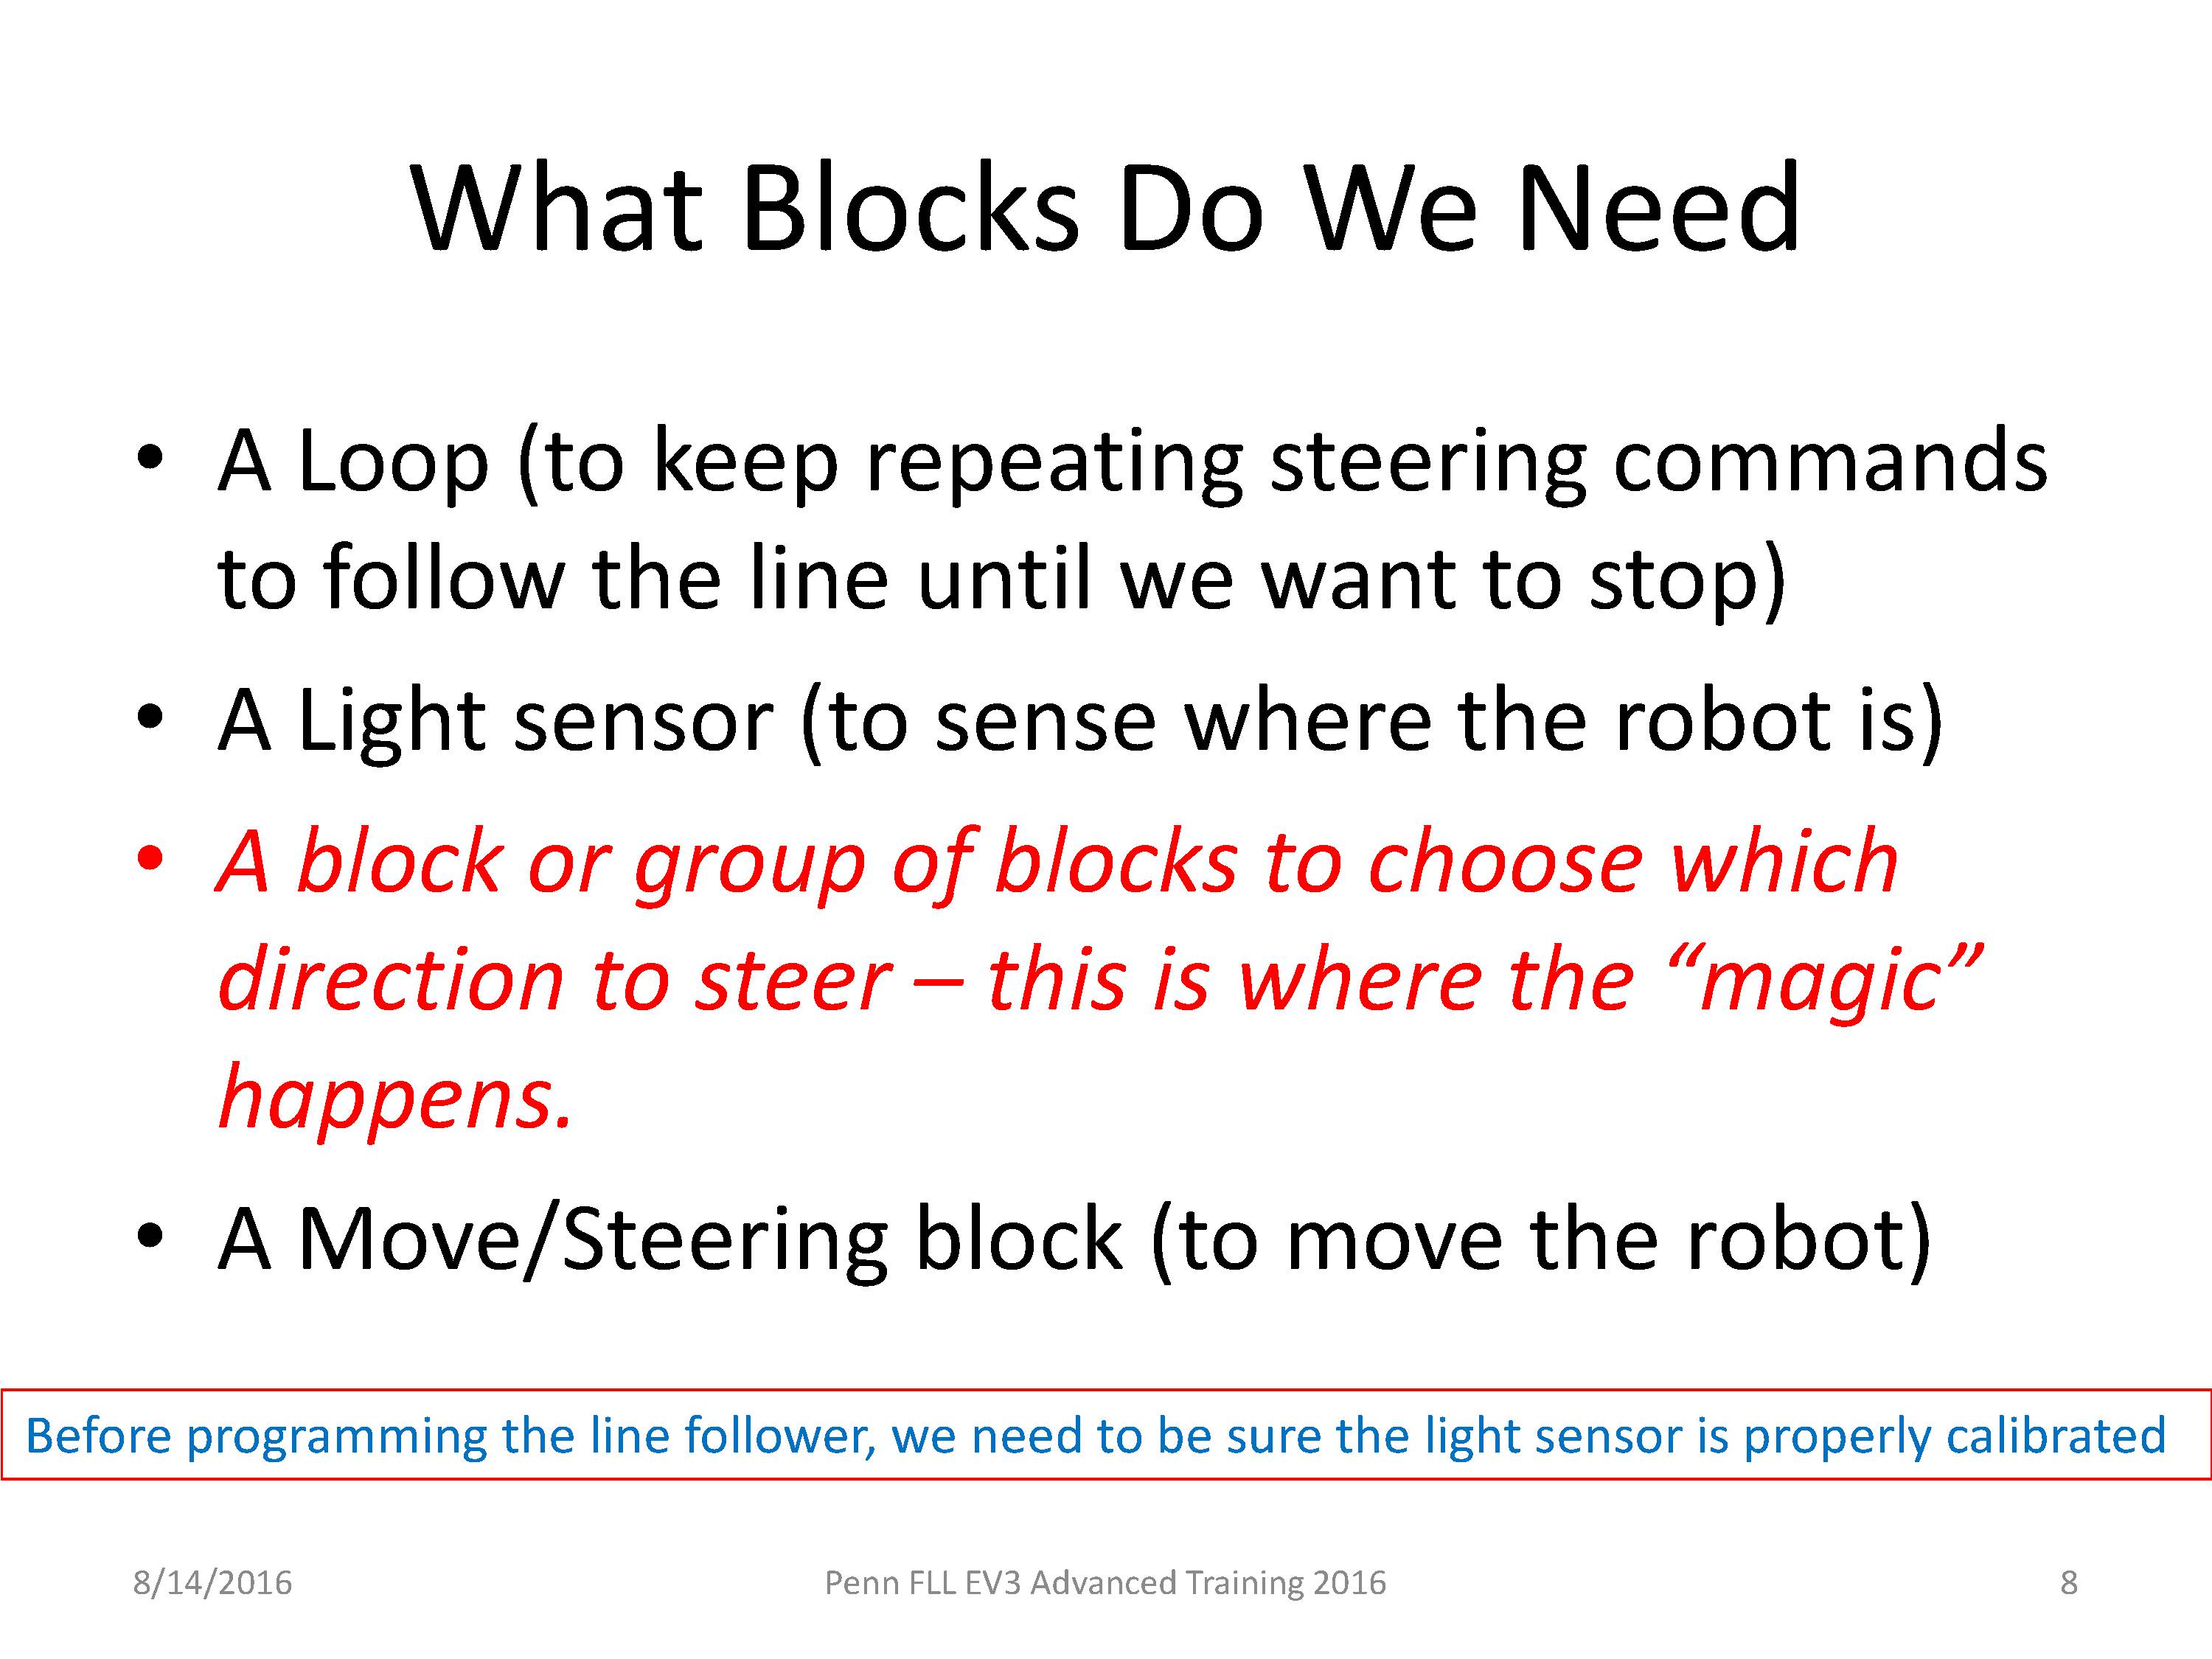 What Blocks Do We Need
• A Loop (to keep repeating steering commands
to follow the line until we want to stop)
• A Light sensor (to sense where the robot is)
• A block or group of blocks to choose which
direction to steer – this is where the “magic”
happens.
• A Move/Steering block (to move the robot)
Before programming the line follower, we need to be sure the light sensor is properly calibrated
8/14/2016
Penn FLL EV3 Advanced Training 2016
8